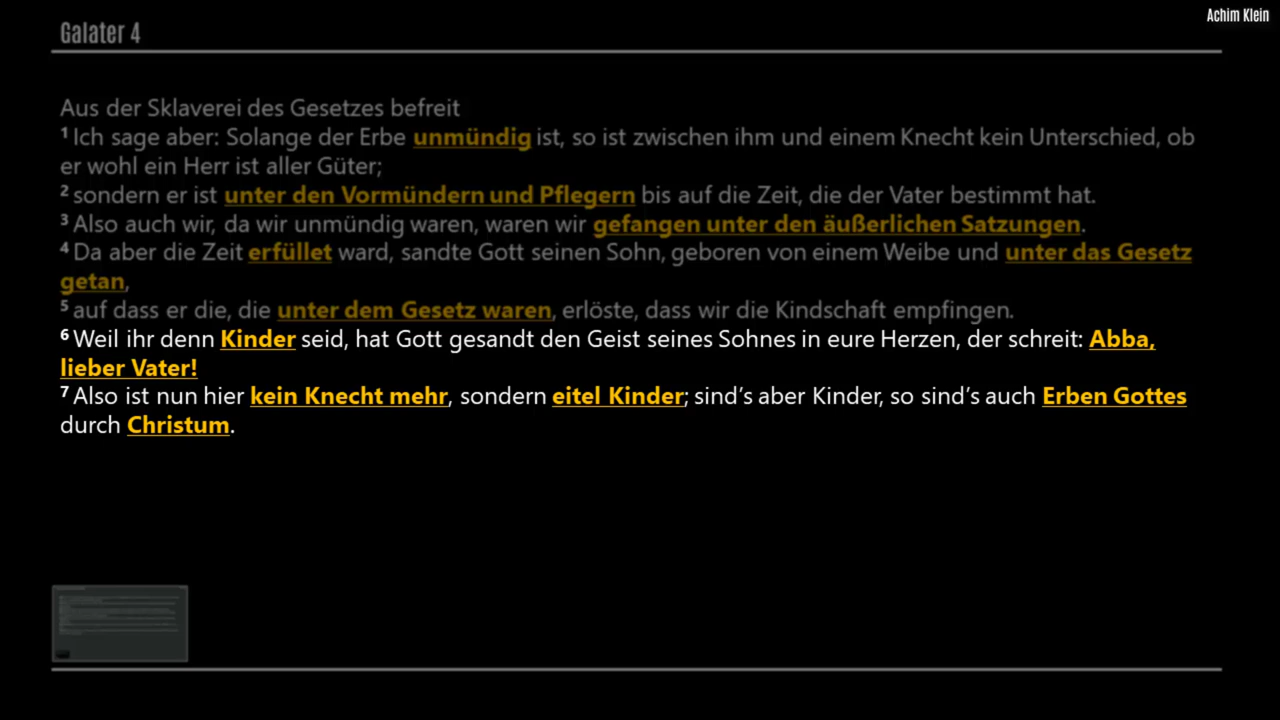 Achim Klein
Galater 4
Aus der Sklaverei des Gesetzes befreit
¹ Ich sage aber: Solange der Erbe unmündig ist, so ist zwischen ihm und einem Knecht kein Unterschied, ob
er wohl ein Herr ist aller Güter;
² sondern er ist unter den Vormündern und Pflegern bis auf die Zeit, die der Vater bestimmt hat.
³ Also auch wir, da wir unmündig waren, waren wir gefangen unter den äußerlichen Satzungen.
⁴ Da aber die Zeit erfüllet ward, sandte Gott seinen Sohn, geboren von einem Weibe und unter das Gesetz
getan,
⁵ auf dass er die, die unter dem Gesetz waren, erlöste, dass wir die Kindschaft empfingen.
⁶ Weil ihr denn Kinder seid, hat Gott gesandt den Geist seines Sohnes in eure Herzen, der schreit: Abba,
lieber Vater!
⁷ Also ist nun hier kein Knecht mehr, sondern eitel Kinder; sind’s aber Kinder, so sind’s auch Erben Gottes
durch Christum.